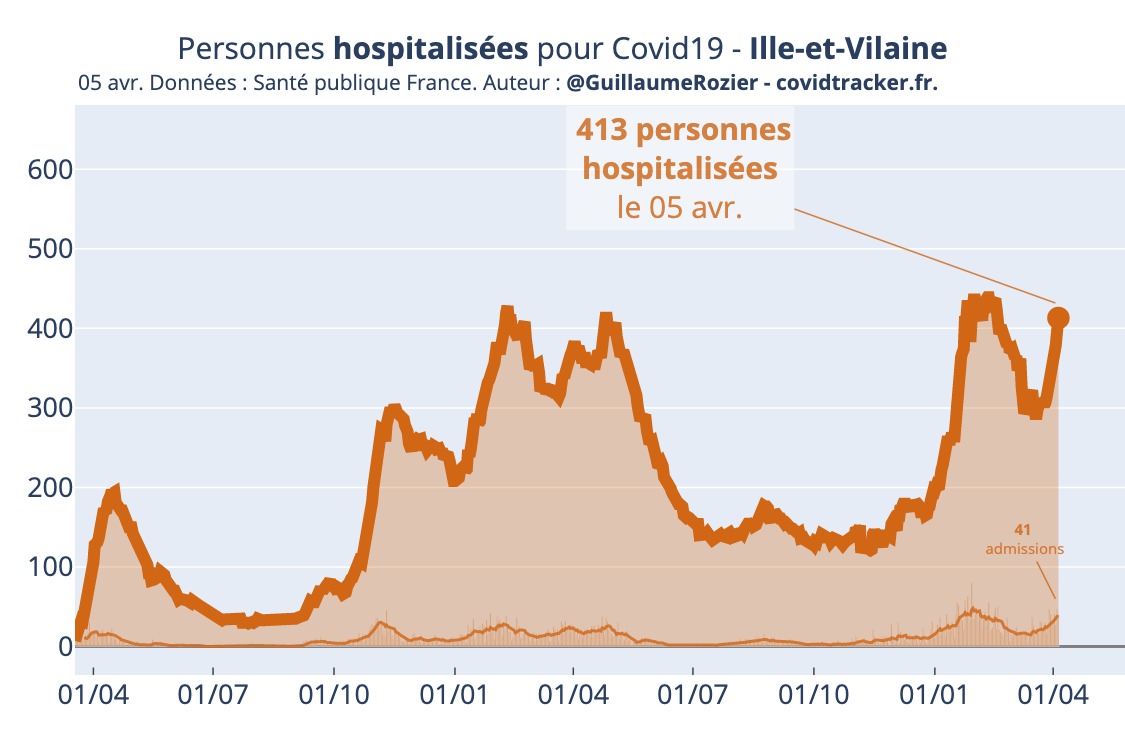 Personnes hospitalisées pour Covid19 - Ille-et-Vilaine
05 avr. Données : Santé publique France. Auteur : @GuillaumeRozier - covidtracker.fr.
413 personnes
hospitalisées
le 05 avr.
600
500
400
300
200
100
0
41
admissions
01/04
01/07
01/10
01/01
01/04
01/07
01/10
01/01
01/04